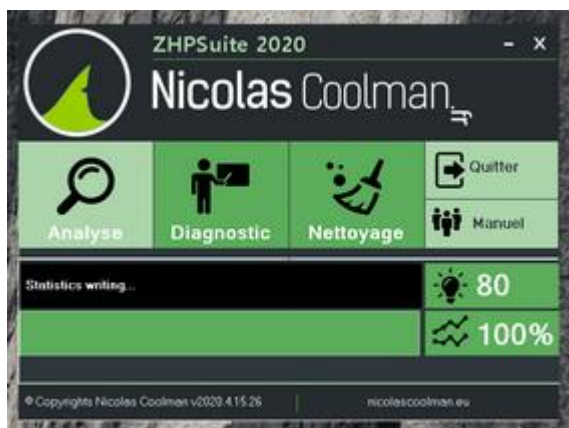 ZHPSuite 2020
Nicolas Coolman.fr
Analyse
Diagnostic
Nettoyage
Quitter
Manuel
Statistics writing...
80
100%
© Copyrights Nicolas Coolman v2020.4.15.26
nicolascoolman.eu